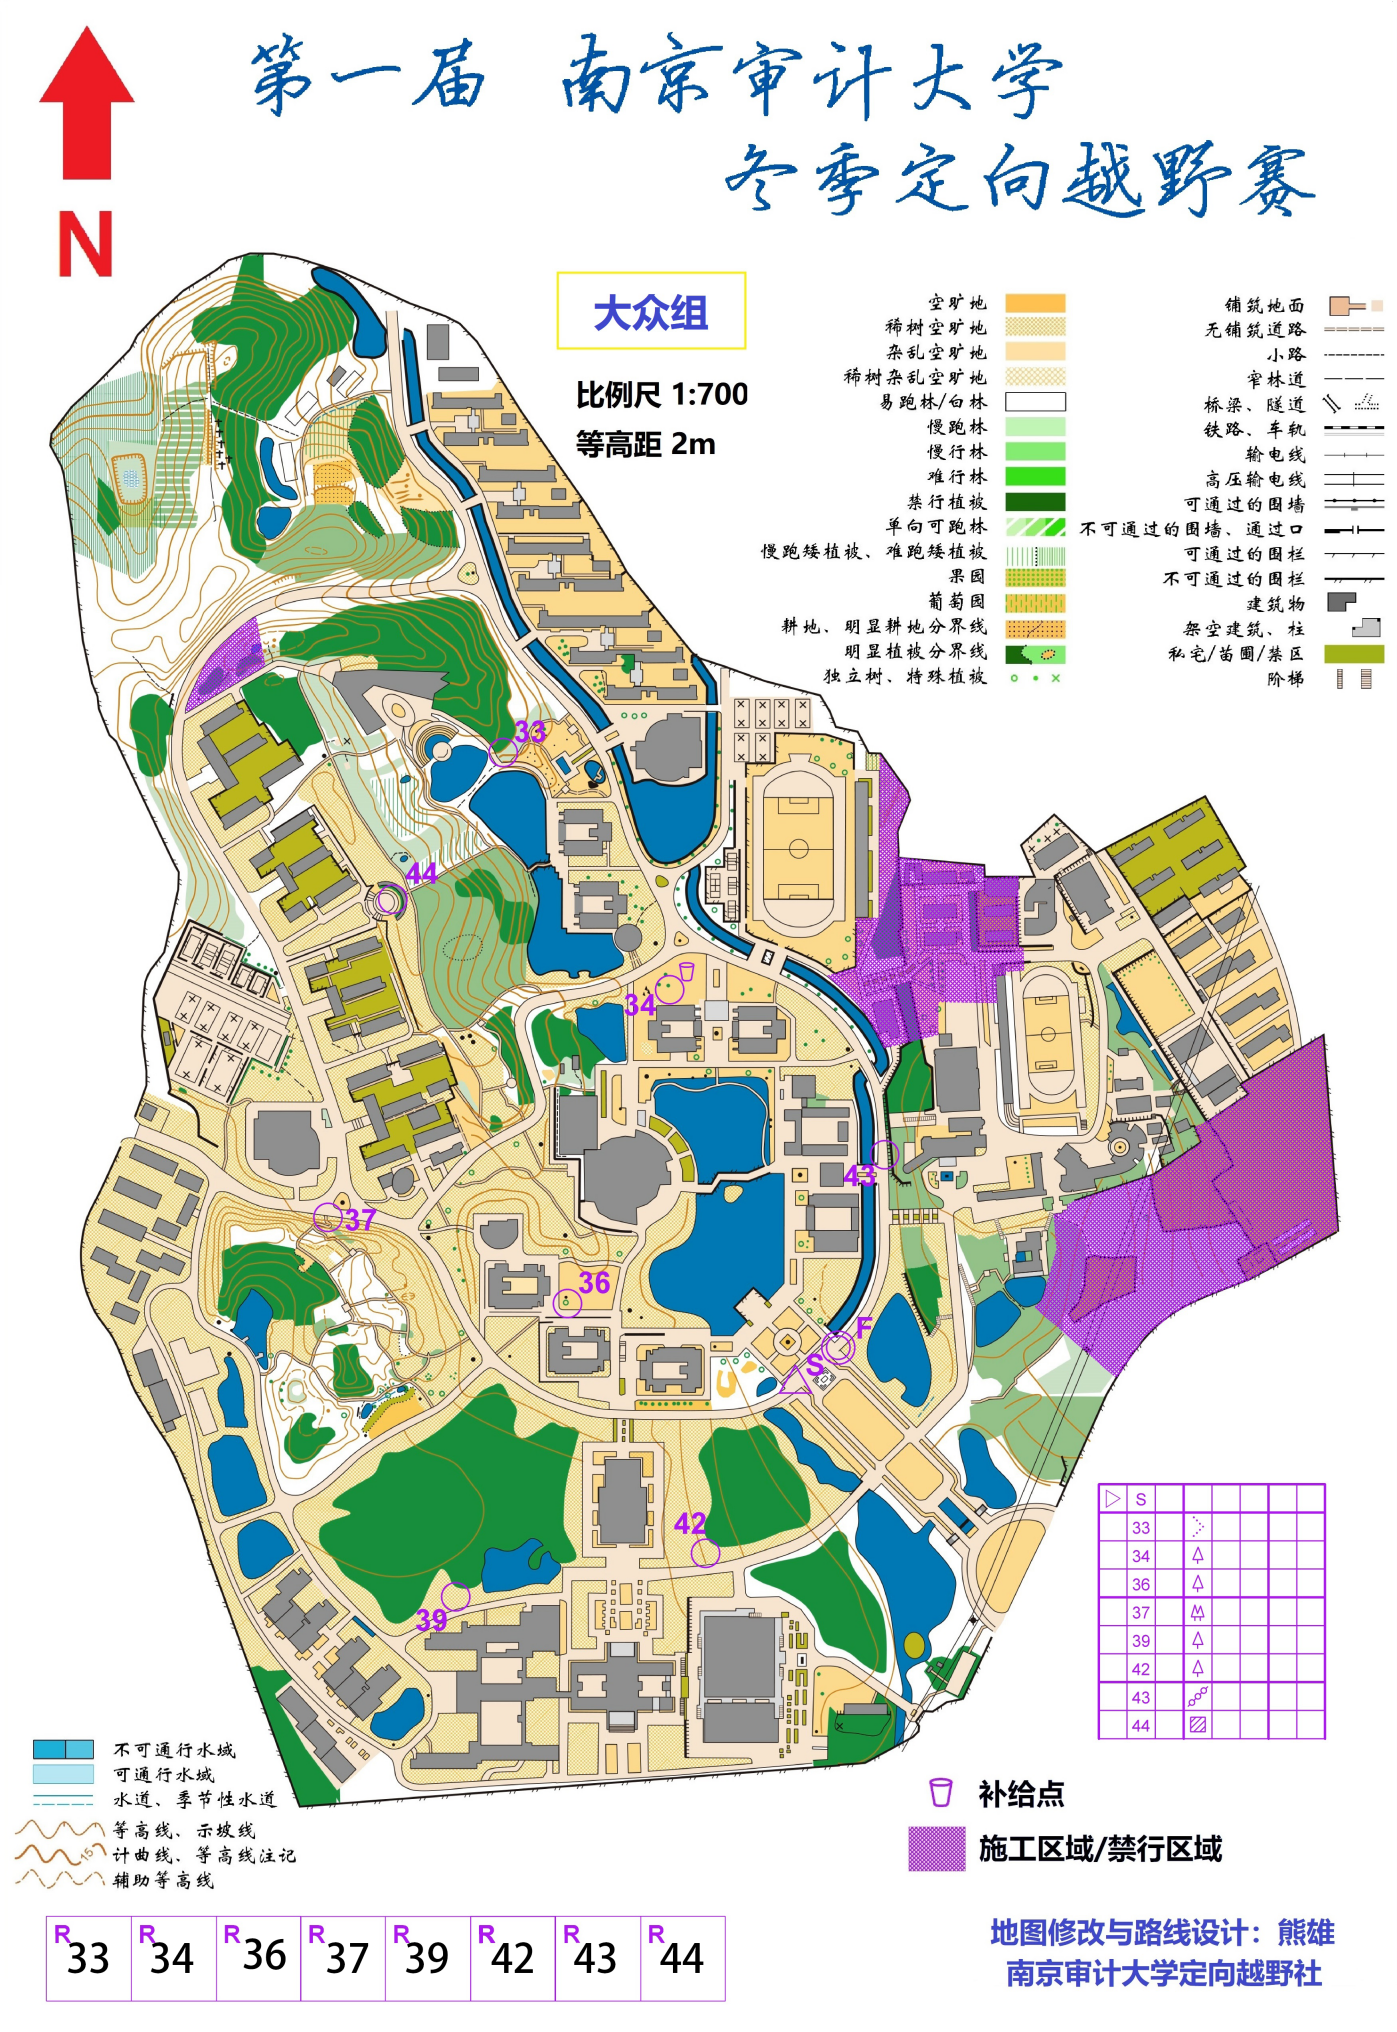 第一届 南京审计大学
冬季定向越野赛
N
大众组
比例尺 1:700
等高距 2m
空旷地
稀树空旷地
杂乱空旷地
稀树杂乱空旷地
易跑林/白林
慢跑林
慢行林
难行林
禁行植被
单向可跑林
慢跑矮植被、难跑矮植被
果园
葡萄园
耕地、明显耕地分界线
明显植被分界线
独立树、特殊植被
铺筑地面
无铺筑道路
小路
窄林道
桥梁、隧道
铁路、车轨
输电线
高压输电线
可通过的围墙
不可通过的围墙、通过口
可通过的围栏
不可通过的围栏
建筑物
架空建筑、柱
私宅/苗圃/禁区
阶梯
33
44
34
43
37
36
F
S
42
39
S
33
34
36
37
39
42
43
44
不可通行水域
可通行水域
水道、季节性水道
等高线、示坡线
计曲线、等高线注记
辅助等高线
补给点
施工区域/禁行区域
R 33 R 34 R 36 R 37 R 39 R 42 R 43 R 44
地图修改与路线设计：熊雄
南京审计大学定向越野社